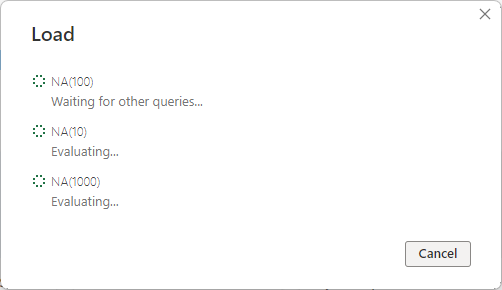 Load
NA(100)
Waiting for other queries...
NA(10)
Evaluating...
NA(1000)
Evaluating...
Cancel